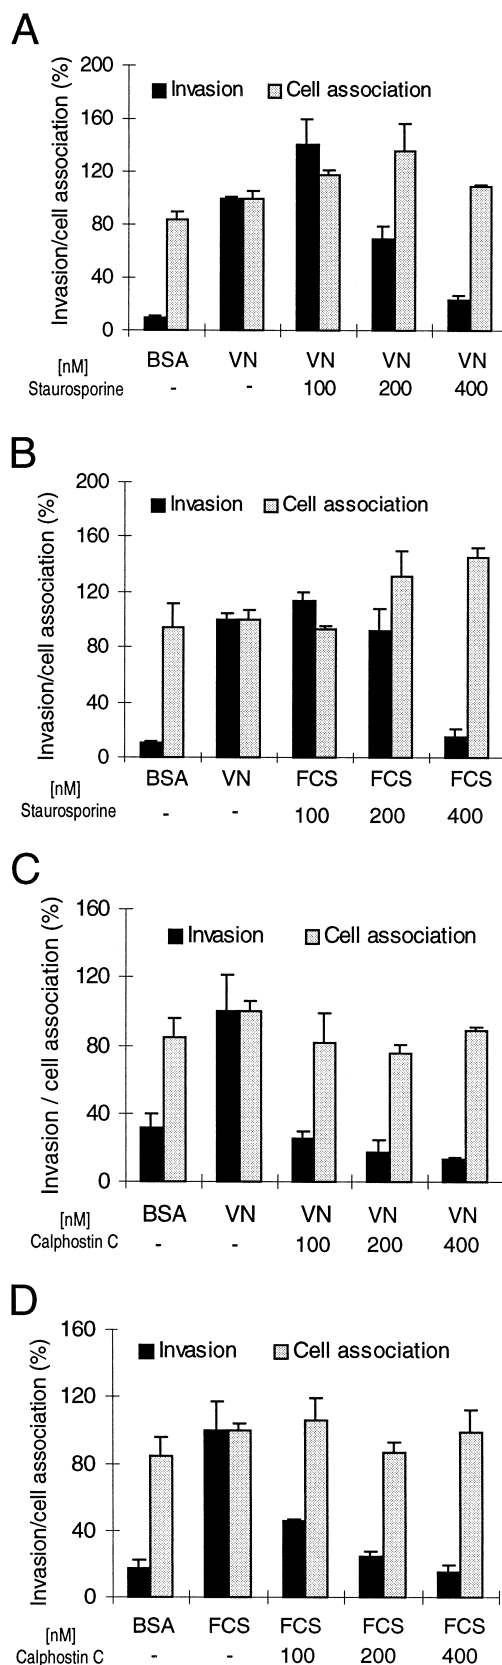 A
Invasion/cell association (%)
200
160
120
80
40
0
Invasion Cell association
BSA VN VN VN VN
[nM]
Staurosporine - - 100 200 400
B
Invasion/cell association (%)
200
160
120
80
40
0
Invasion Cell association
BSA VN FCS FCS FCS
[nM]
Staurosporine - - 100 200 400
C
Invasion / cell association (%)
160
120
80
40
0
Invasion Cell association
BSA VN VN VN VN
[nM]
Calphostin C - - 100 200 400
D
Invasion/cell association (%)
160
120
80
40
0
Invasion Cell association
BSA FCS FCS FCS FCS
[nM]
Calphostin C - - 100 200 400